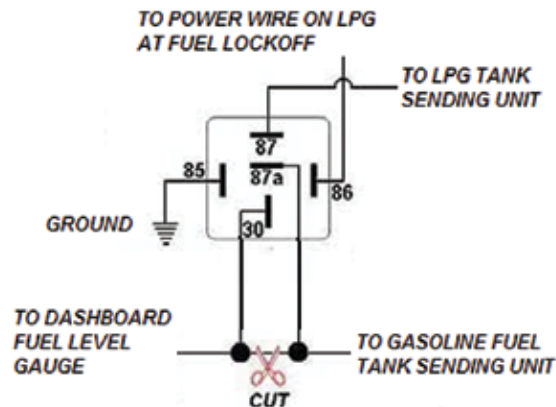 TO POWER WIRE ON LPG
AT FUEL LOCKOFF
TO LPG TANK
SENDING UNIT
87
85
87a
86
GROUND
30
TO DASHBOARD
FUEL LEVEL
GAUGE
TO GASOLINE FUEL
TANK SENDING UNIT
CUT